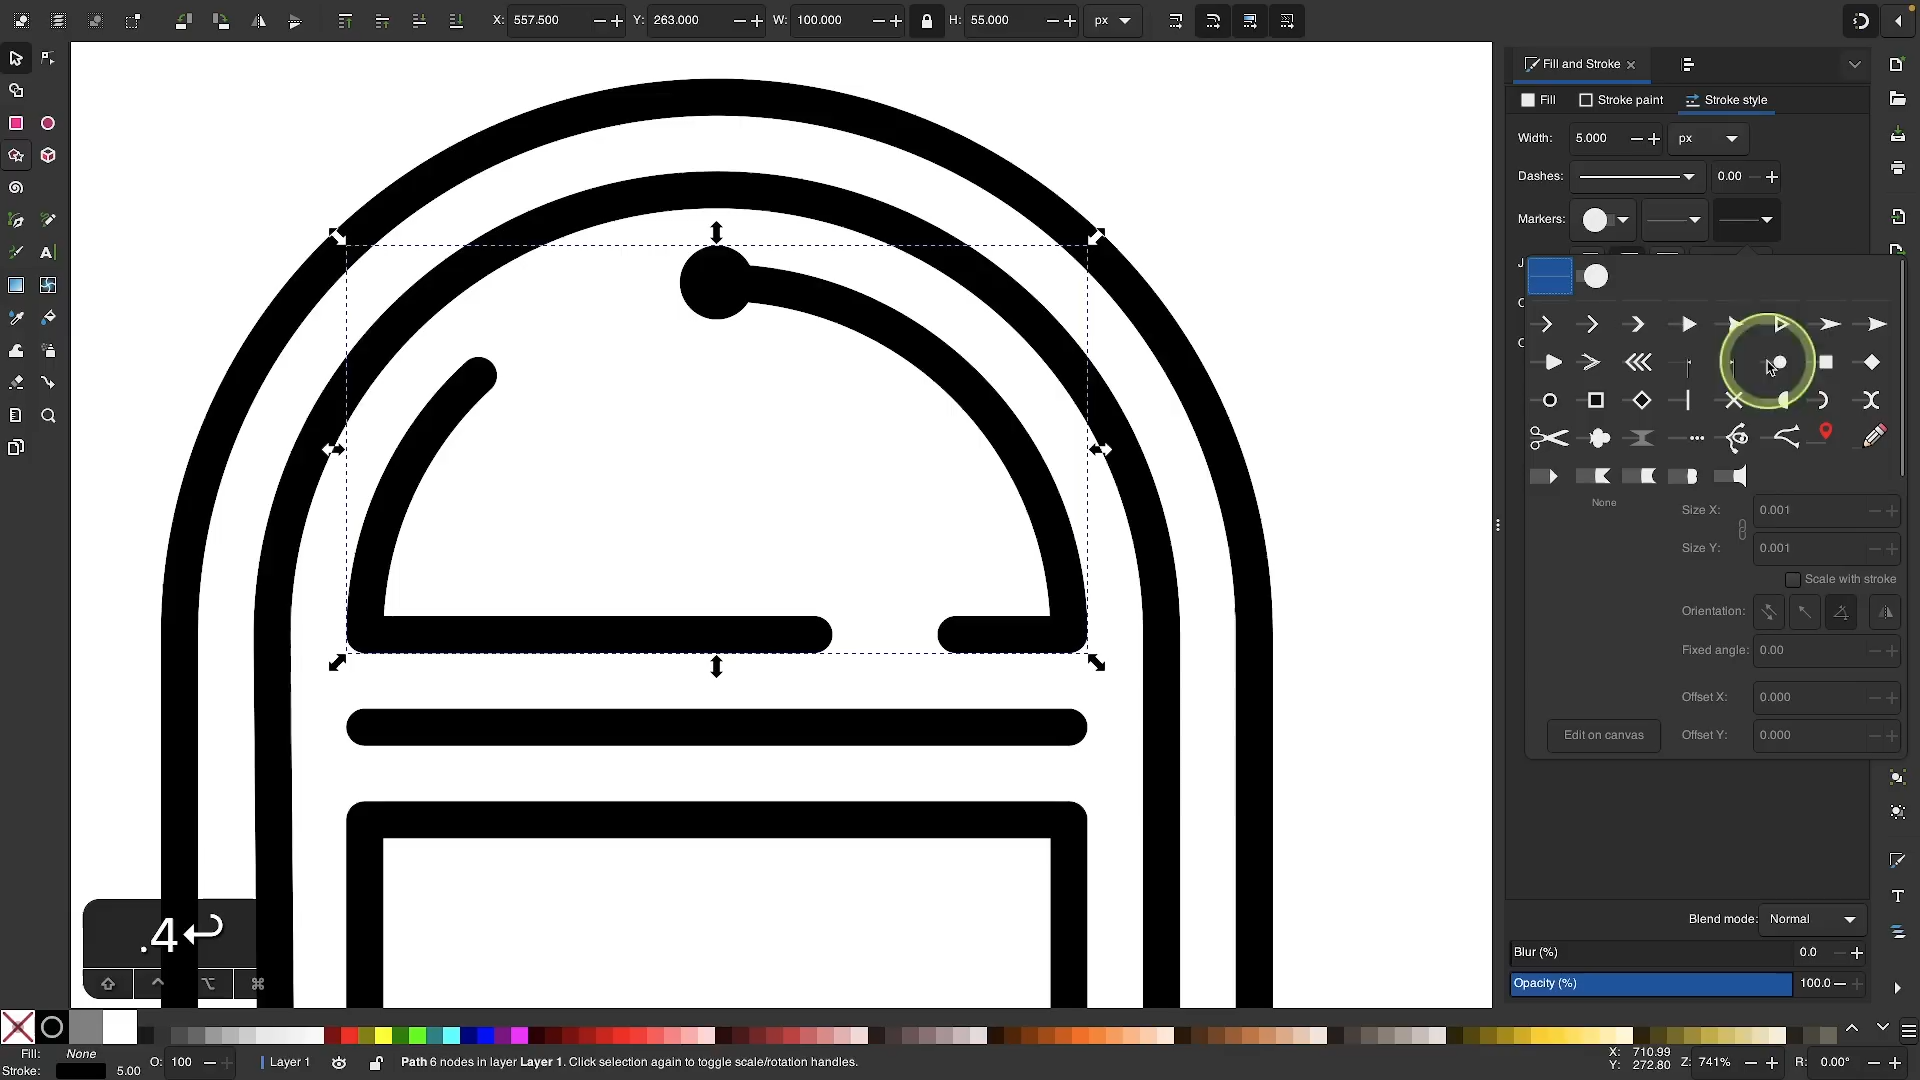 X: 557.500 Y: 263.000 W: 100.000 H: 55.000 px
Fill and Stroke
Fill Stroke paint Stroke style
Width: 5.000 px
Dashes: 0.00
Markers:
None
Size X: 0.001
Size Y: 0.001
Scale with stroke
Orientation:
Fixed angle: 0.00
Offset X: 0.000
Edit on canvas Offset Y: 0.000
.4
Blend mode: Normal
Blur (%) 0.0
Opacity (%) 100.0
Fill: None O: 100 Layer 1 Path 6 nodes in layer Layer 1. Click selection again to toggle scale/rotation handles. X: 710.99 Z: 741% R: 0.00°
Stroke: 5.00 Y: 272.80